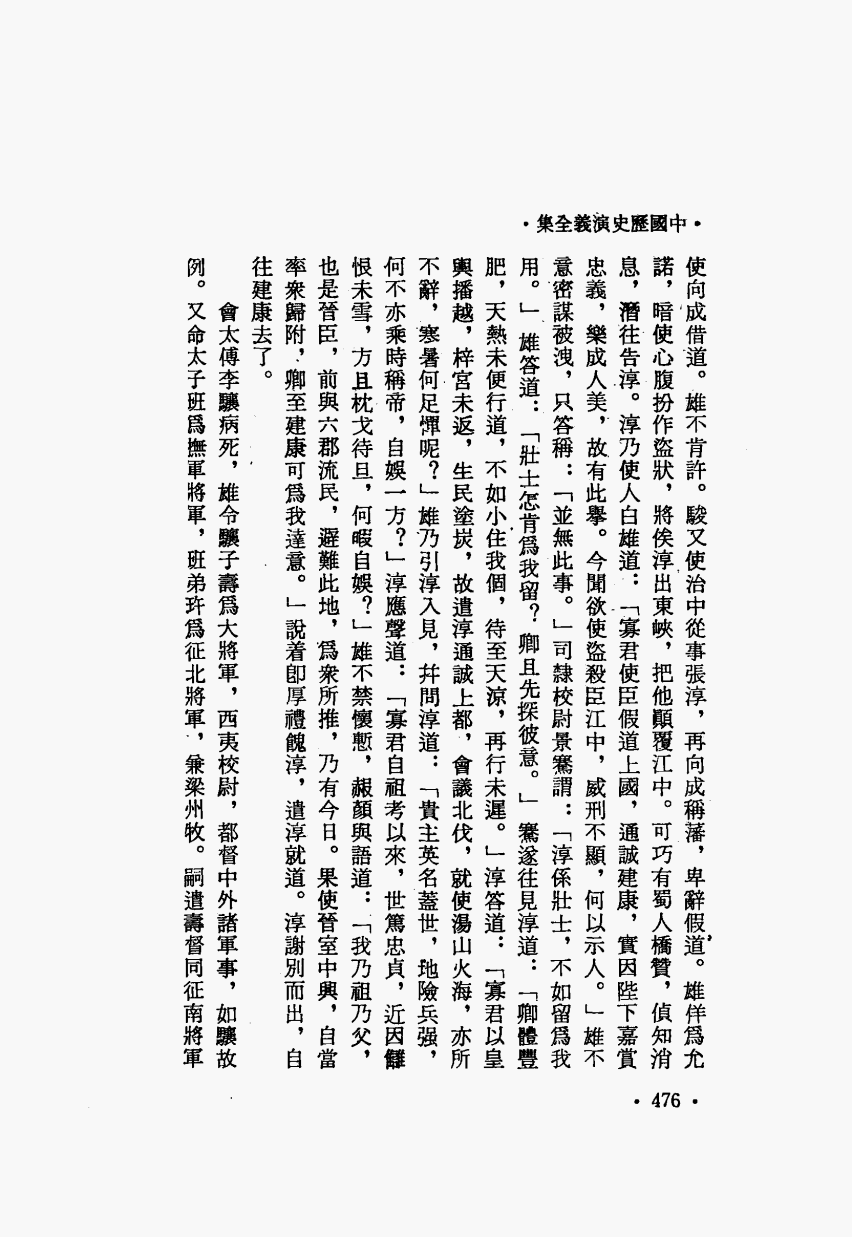 ・中國歷史演義全集・
使向成借道。雄不肯許。駿又使治中從事張淳，再向成稱藩，卑辭假道。雄佯爲允
諾，暗使心腹扮作盜狀，將俟淳出東峽，把他顚覆江中。可巧有蜀人橋贊，偵知消
息，潛往告淳。淳乃使人白雄道：「寡君使臣假道上國，通誠建康，實因陛下嘉賞
忠義，樂成人美，故有此擧。今聞欲使盜殺臣江中，威刑不顯，何以示人。」雄不
意密謀被洩，只答稱：「並無此事。」司隸校尉景騫謂：「淳係壯士，不如留爲我
用。」雄答道：「壯士怎肯爲我留？卿且先探彼意。」騫遂往見淳道：「卿體豐
肥，天熱未便行道，不如小住我個，待至天涼，再行未遲。」淳答道：「寡君以皇
輿播越，梓宮未返，生民塗炭，故遣淳通誠上都，會議北伐，就使湯山火海，亦所
不辭，寒暑何足憚呢？」雄乃引淳入見，幷問淳道：「貴主英名蓋世，地險兵强，
何不亦乘時稱帝，自娛一方？」淳應聲道：「寡君自祖考以來，世篤忠貞，近因讎
恨未雪，方且枕戈待旦，何暇自娛？」雄不禁懷慙，赧顏與語道：「我乃祖乃父，
也是晉臣，前與六郡流民，避難此地，爲衆所推，乃有今日。果使晉室中興，自當
率衆歸附，卿至建康可爲我達意。」說着卽厚禮餽淳，遣淳就道。淳謝別而出，自
往建康去了。
會太傅李驤病死，雄令驤子壽爲大將軍，西夷校尉，都督中外諸軍事，如驤故
例。又命太子班爲撫軍將軍，班弟玝爲征北將軍，兼梁州牧。嗣遣壽督同征南將軍
・476・